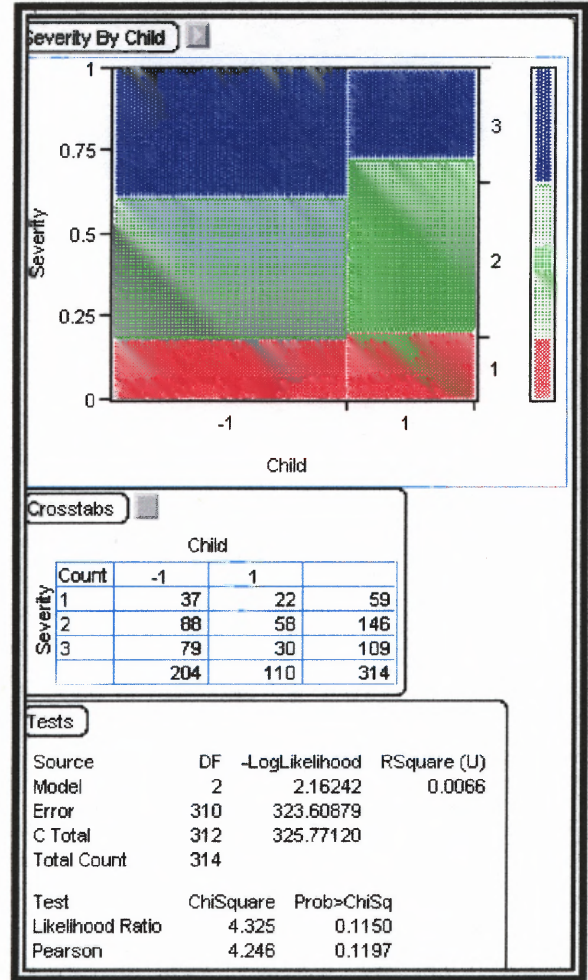 Severity By Child
1
0.75
0.5
0.25
0
Severity
3
2
1
-1 1
Child
Crosstabs
Child
Severity
Count -1 1
1 37 22 59
2 88 58 146
3 79 30 109
204 110 314
Tests
Source DF -LogLikelihood RSquare (U)
Model 2 2.16242 0.0066
Error 310 323.60879
C Total 312 325.77120
Total Count 314
Test ChiSquare Prob>ChiSq
Likelihood Ratio 4.325 0.1150
Pearson 4.246 0.1197